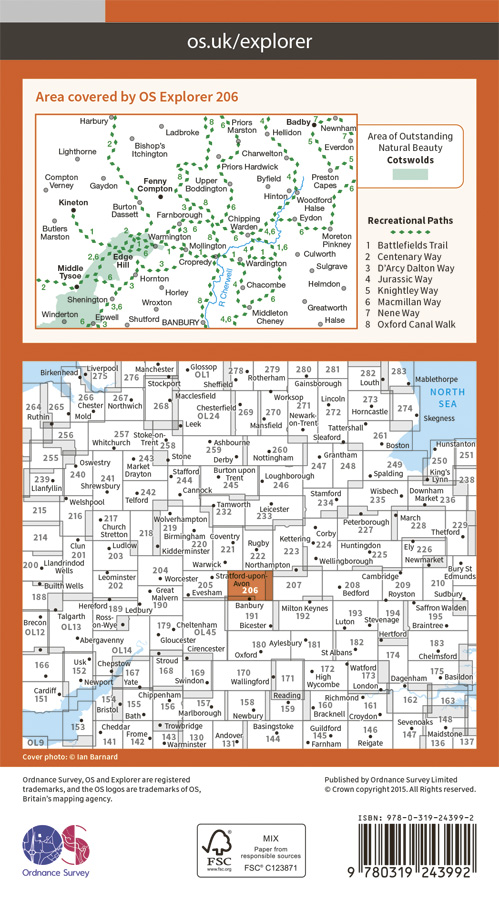 os.uk/explorer
Area covered by OS Explorer 206
Harbury
Ladbroke
Priors
Marston
Badby
Hellidon
Newnham
Bishop's
Itchington
Everdon
Lighthorne
Charwelton
Priors Hardwick
Compton
Verney
Gaydon
Fenny
Compton
Upper
Boddington
Byfield
Preston
Capes
Hinton
Kineton
Burton
Dassett
Farnborough
Woodford
Halse
Eydon
Chipping
Warden
Butlers
Marston
Warmington
Mollington
Moreton
Pinkney
Edge
Hill
Cropredy
Wardington
Culworth
Middle
Tysoe
Hornton
Sulgrave
R Cherwell
Chacombe
Helmdon
Horley
Shenington
Wroxton
Greatworth
Winderton
Epwell
Shutford
BANBURY
Middleton
Cheney
Halse
Area of Outstanding
Natural Beauty
Cotswolds
Recreational Paths
1 Battlefields Trail
2 Centenary Way
3 D'Arcy Dalton Way
4 Jurassic Way
5 Knightley Way
6 Macmillan Way
7 Nene Way
8 Oxford Canal Walk
Birkenhead
Liverpool
275
276
Manchester
Stockport
Glossop
OL1
Sheffield
278
279
Rotherham
280
Gainsborough
281
282
Louth
283
Mablethorpe
NORTH
SEA
264
265
Ruthin
266
Chester
Mold
267
Northwich
268
Macclesfield
Leek
Chesterfield
OL24
269
Mansfield
270
Worksop
271
Newark-
on-Trent
Lincoln
272
273
Horncastle
274
Skegness
Tattershall
Sleaford
261
Boston
Hunstanton
251
255
256
257
Whitchurch
Stoke-on-
Trent
258
Ashbourne
259
Derby
260
Nottingham
Grantham
247
248
249
Spalding
King's
Lynn
250
238
239
Llanfyllin
Oswestry
240
241
Shrewsbury
243
Market
Drayton
Stone
Stafford
244
Cannock
Burton upon
Trent
245
Loughborough
246
Stamford
234
Wisbech
235
Downham
Market
236
Welshpool
242
Telford
Tamworth
232
233
Leicester
215
216
217
Church
Stretton
218
Wolverhampton
219
Birmingham
220
Kidderminster
Coventry
221
Rugby
222
Kettering
223
Corby
224
Peterborough
227
March
228
229
Thetford
214
Clun
201
Ludlow
203
Warwick
Northampton
Wellingborough
Huntingdon
225
Ely
226
Newmarket
200
Llandrindod
Wells
Builth Wells
Leominster
202
204
Worcester
205
Evesham
Stratford-upon-
Avon
206
207
208
Bedford
Cambridge
209
Royston
210
Bury St
Edmunds
Sudbury
188
Talgarth
OL13
Hereford
189
Great
Malvern
190
Ledbury
Banbury
191
Bicester
Milton Keynes
192
193
Luton
194
Stevenage
Saffron Walden
195
Braintree
Brecon
OL12
Ross-
on-Wye
Abergavenny
OL14
179
Cheltenham
OL45
Gloucester
Cirencester
180
Oxford
Aylesbury
181
182
St Albans
Hertford
174
183
Chelmsford
166
Usk
152
Newport
Chepstow
167
Yate
Stroud
168
169
Swindon
170
Wallingford
171
172
High
Wycombe
Watford
173
London
Dagenham
175
Basildon
Cardiff
151
154
Bristol
155
Bath
Chippenham
156
157
Marlborough
158
Newbury
Reading
159
160
Bracknell
Richmond
161
Croydon
162
163
153
OL9
Cheddar
141
142
Frome
Trowbridge
143
Warminster
130
Andover
131
Basingstoke
144
Guildford
145
Farnham
146
Reigate
Sevenoaks
147
148
Maidstone
136
137
Cover photo: © Ian Barnard
Ordnance Survey, OS and Explorer are registered
trademarks, and the OS logos are trademarks of OS,
Britain's mapping agency.
Published by Ordnance Survey Limited
© Crown copyright 2015. All Rights reserved.
OS
Ordnance Survey
FSC
www.fsc.org
MIX
Paper from
responsible sources
FSC® C123871
ISBN: 978-0-319-24399-2
9 780319 243992